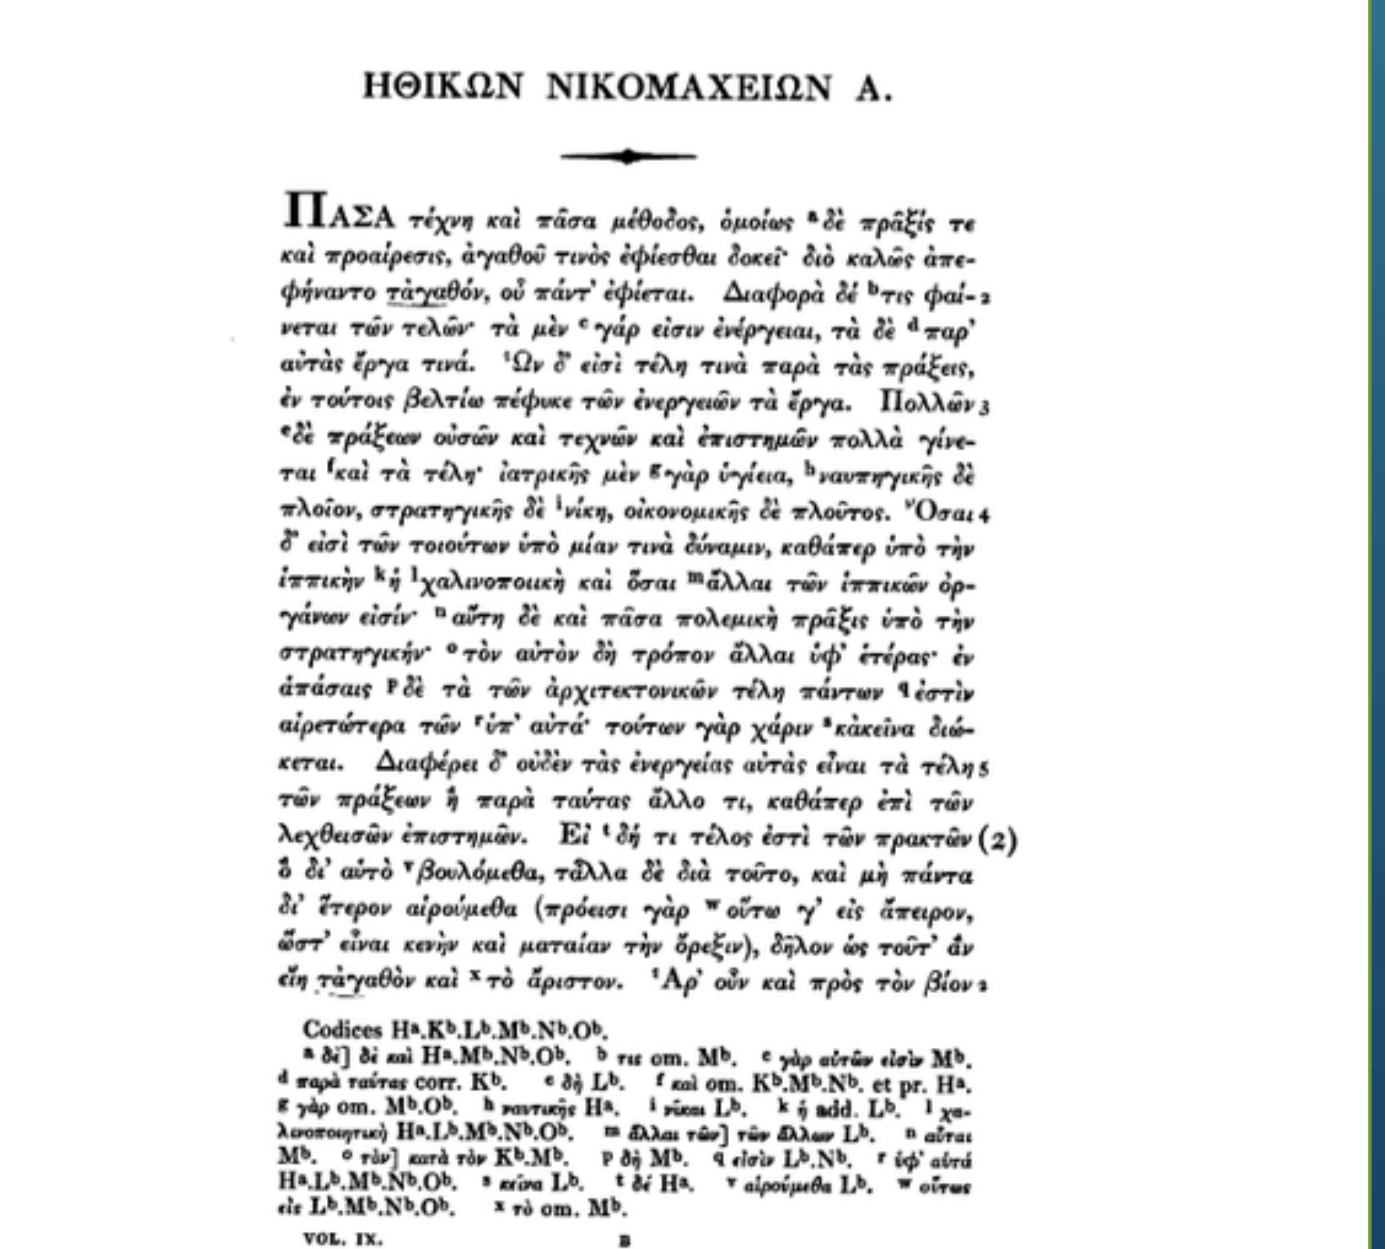 ΗΘΙΚΩΝ ΝΙΚΟΜΑΧΕΙΩΝ Α.
ΠΑΣΑ τέχνη καὶ πᾶσα μέθοδος, ὁμοίως ᵃδὲ πρᾶξίς τε
καὶ προαίρεσις, ἀγαθοῦ τινὸς ἐφίεσθαι δοκεῖ· διὸ καλῶς ἀπε-
φήναντο τἀγαθόν, οὗ πάντ' ἐφίεται. Διαφορὰ δέ ᵇτις φαί- 2
νεται τῶν τελῶν· τὰ μὲν ᶜγάρ εἰσιν ἐνέργειαι, τὰ δὲ ᵈπαρ'
αὐτὰς ἔργα τινά. Ὧν δ' εἰσὶ τέλη τινὰ παρὰ τὰς πράξεις,
ἐν τούτοις βελτίω πέφυκε τῶν ἐνεργειῶν τὰ ἔργα. Πολλῶν 3
ᵉδὲ πράξεων οὐσῶν καὶ τεχνῶν καὶ ἐπιστημῶν πολλὰ γίνε-
ται ᶠκαὶ τὰ τέλη· ἰατρικῆς μὲν ᵍγὰρ ὑγίεια, ʰναυπηγικῆς δὲ
πλοῖον, στρατηγικῆς δὲ ⁱνίκη, οἰκονομικῆς δὲ πλοῦτος. Ὅσαι 4
δ' εἰσὶ τῶν τοιούτων ὑπὸ μίαν τινὰ δύναμιν, καθάπερ ὑπὸ τὴν
ἱππικὴν ᵏἡ ˡχαλινοποιικὴ καὶ ὅσαι ᵐἄλλαι τῶν ἱππικῶν ὀρ-
γάνων εἰσίν· ⁿαὕτη δὲ καὶ πᾶσα πολεμικὴ πρᾶξις ὑπὸ τὴν
στρατηγικήν· ᵒτὸν αὐτὸν δὴ τρόπον ἄλλαι ὑφ' ἑτέρας· ἐν
ἁπάσαις ᵖδὲ τὰ τῶν ἀρχιτεκτονικῶν τέλη πάντων qἐστὶν
αἱρετώτερα τῶν ʳὑπ' αὐτά· τούτων γὰρ χάριν ˢκἀκεῖνα διώ-
κεται. Διαφέρει δ' οὐδὲν τὰς ἐνεργείας αὐτὰς εἶναι τὰ τέλη 5
τῶν πράξεων ἢ παρὰ ταύτας ἄλλο τι, καθάπερ ἐπὶ τῶν
λεχθεισῶν ἐπιστημῶν. Εἰ ᵗδή τι τέλος ἐστὶ τῶν πρακτῶν (2)
ὃ δι' αὑτὸ ᵛβουλόμεθα, τἆλλα δὲ διὰ τοῦτο, καὶ μὴ πάντα
δι' ἕτερον αἱρούμεθα (πρόεισι γὰρ ʷοὕτω γ' εἰς ἄπειρον,
ὥστ' εἶναι κενὴν καὶ ματαίαν τὴν ὄρεξιν), δῆλον ὡς τοῦτ' ἂν
εἴη τἀγαθὸν καὶ ˣτὸ ἄριστον. Ἆρ' οὖν καὶ πρὸς τὸν βίον 2
Codices Hᵃ.Kᵇ.Lᵇ.Mᵇ.Nᵇ.Oᵇ.
ᵃ δὲ] δὲ καὶ Hᵃ.Mᵇ.Nᵇ.Oᵇ. ᵇ τις om. Mᵇ. ᶜ γὰρ αὐτῶν εἰσὶν Mᵇ.
ᵈ παρὰ ταύτας corr. Kᵇ. ᵉ δὴ Lᵇ. ᶠ καὶ om. Kᵇ.Mᵇ.Nᵇ. et pr. Hᵃ.
ᵍ γὰρ om. Mᵇ.Oᵇ. ʰ ναυτικῆς Hᵃ. ⁱ νῖκαι Lᵇ. ᵏ ἡ add. Lᵇ. ˡ χα-
λινοποιητικὴ Hᵃ.Lᵇ.Mᵇ.Nᵇ.Oᵇ. ᵐ ἄλλαι τῶν] τῶν ἄλλων Lᵇ. ⁿ αὗται
Mᵇ. ᵒ τὸν] κατὰ τὸν Kᵇ.Mᵇ. ᵖ δὴ Mᵇ. q εἰσὶν Lᵇ.Nᵇ. ʳ ὑφ' αὑτά
Hᵃ.Lᵇ.Mᵇ.Nᵇ.Oᵇ. ˢ κεῖνα Lᵇ. ᵗ δέ Hᵃ. ᵛ αἱρούμεθα Lᵇ. ʷ οὕτως
εἰς Lᵇ.Mᵇ.Nᵇ.Oᵇ. ˣ τὸ om. Mᵇ.
VOL. IX. B